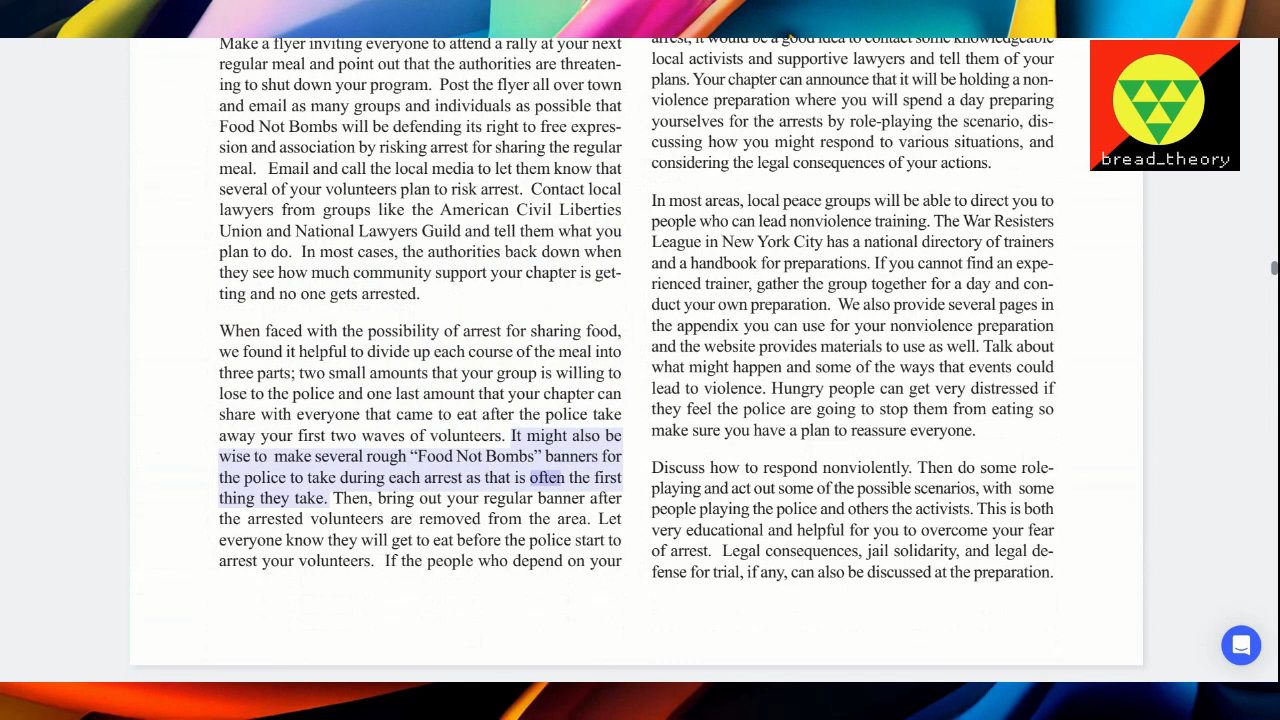 Make a flyer inviting everyone to attend a rally at your next
regular meal and point out that the authorities are threaten-
ing to shut down your program.  Post the flyer all over town
and email as many groups and individuals as possible that
Food Not Bombs will be defending its right to free expres-
sion and association by risking arrest for sharing the regular
meal.  Email and call the local media to let them know that
several of your volunteers plan to risk arrest.  Contact local
lawyers from groups like the American Civil Liberties
Union and National Lawyers Guild and tell them what you
plan to do.  In most cases, the authorities back down when
they see how much community support your chapter is get-
ting and no one gets arrested.
When faced with the possibility of arrest for sharing food,
we found it helpful to divide up each course of the meal into
three parts; two small amounts that your group is willing to
lose to the police and one last amount that your chapter can
share with everyone that came to eat after the police take
away your first two waves of volunteers. It might also be
wise to  make several rough “Food Not Bombs” banners for
the police to take during each arrest as that is often the first
thing they take. Then, bring out your regular banner after
the arrested volunteers are removed from the area. Let
everyone know they will get to eat before the police start to
arrest your volunteers.  If the people who depend on your
arrest, it would be a good idea to contact some knowledgeable
local activists and supportive lawyers and tell them of your
plans. Your chapter can announce that it will be holding a non-
violence preparation where you will spend a day preparing
yourselves for the arrests by role-playing the scenario, dis-
cussing how you might respond to various situations, and
considering the legal consequences of your actions.
In most areas, local peace groups will be able to direct you to
people who can lead nonviolence training. The War Resisters
League in New York City has a national directory of trainers
and a handbook for preparations. If you cannot find an expe-
rienced trainer, gather the group together for a day and con-
duct your own preparation.  We also provide several pages in
the appendix you can use for your nonviolence preparation
and the website provides materials to use as well. Talk about
what might happen and some of the ways that events could
lead to violence. Hungry people can get very distressed if
they feel the police are going to stop them from eating so
make sure you have a plan to reassure everyone.
Discuss how to respond nonviolently. Then do some role-
playing and act out some of the possible scenarios, with  some
people playing the police and others the activists. This is both
very educational and helpful for you to overcome your fear
of arrest.  Legal consequences, jail solidarity, and legal de-
fense for trial, if any, can also be discussed at the preparation.
bread_theory